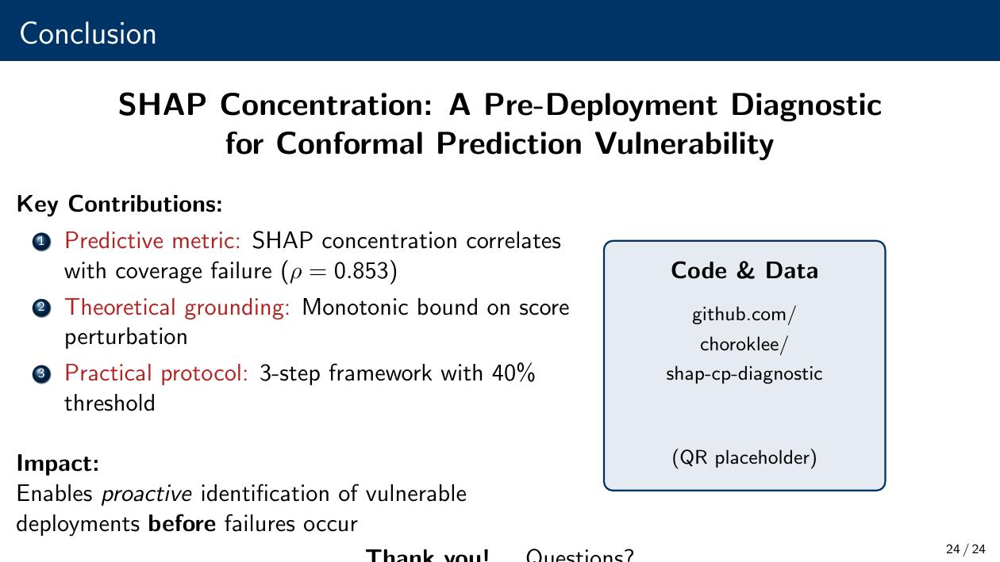 Conclusion
SHAP Concentration: A Pre-Deployment Diagnostic
for Conformal Prediction Vulnerability
Key Contributions:
1 Predictive metric: SHAP concentration correlates
with coverage failure (ρ = 0.853)
2 Theoretical grounding: Monotonic bound on score
perturbation
3 Practical protocol: 3-step framework with 40%
threshold
Impact:
Enables proactive identification of vulnerable
deployments before failures occur
Code & Data
github.com/
choroklee/
shap-cp-diagnostic
(QR placeholder)
Thank you! Questions?
24 / 24